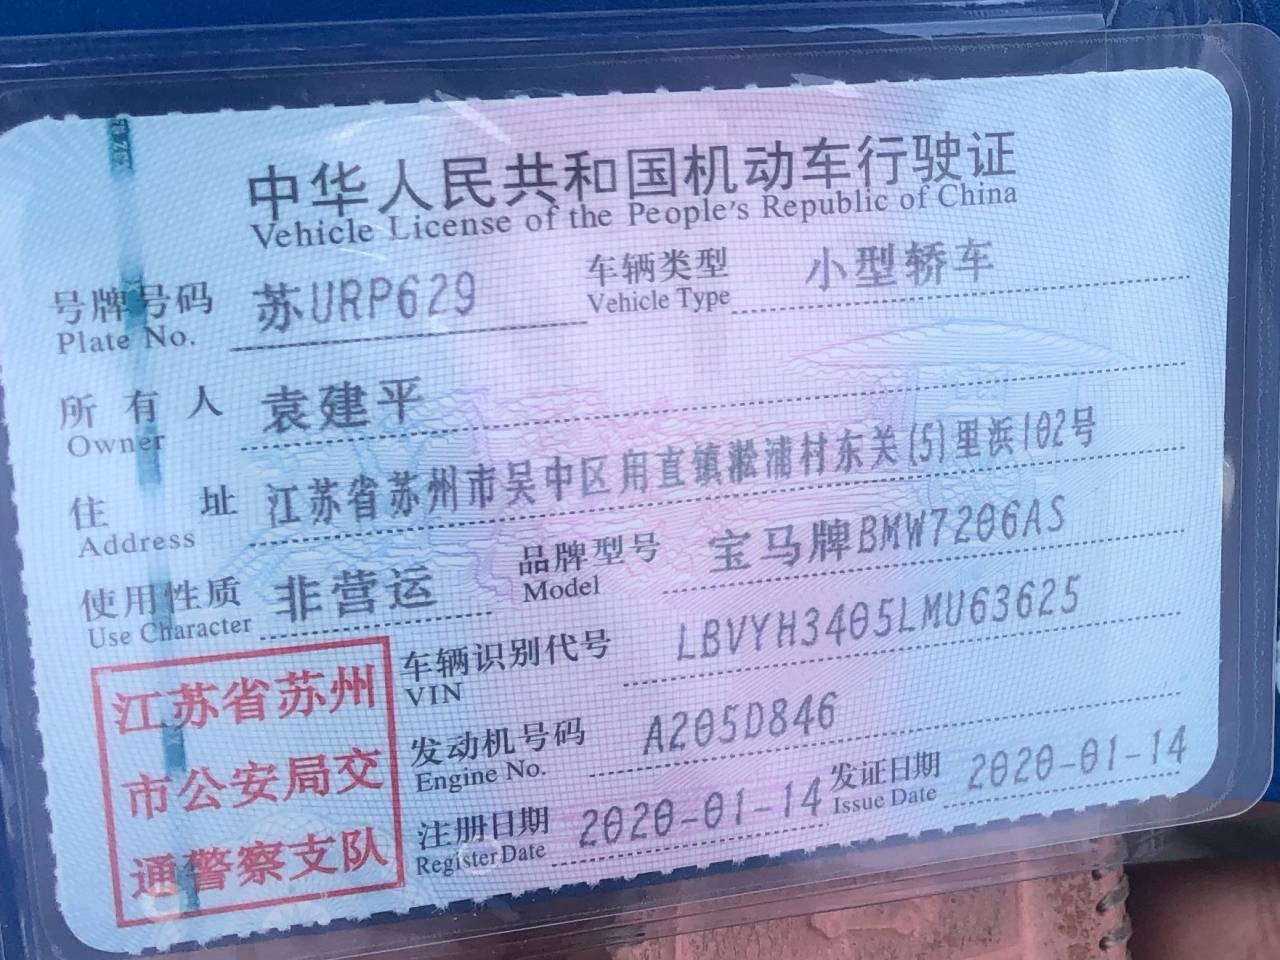 中华人民共和国机动车行驶证
Vehicle License of the People's Republic of China
号牌号码 苏URP629 车辆类型 小型轿车
Plate No. Vehicle Type
所有人 袁建平
Owner
住址 江苏省苏州市吴中区甪直镇淞浦村东关(5)里浜102号
Address
使用性质 非营运 品牌型号 宝马牌BMW7206AS
Use Character Model
车辆识别代号 LBVYH3405LMU63625
VIN
发动机号码 A205D846
Engine No.
注册日期 2020-01-14 发证日期 2020-01-14
Register Date Issue Date
江苏省苏州
市公安局交
通警察支队